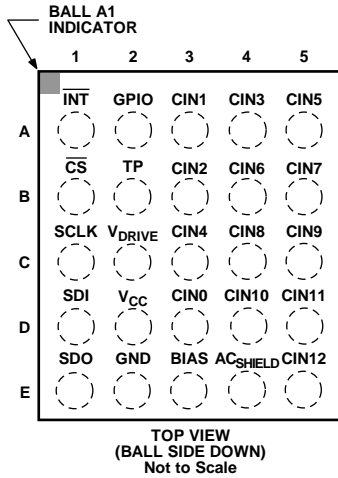 BALL A1
INDICATOR
1 2 3 4 5
INT GPIO CIN1 CIN3 CIN5
A
CS TP CIN2 CIN6 CIN7
B
SCLK VDRIVE CIN4 CIN8 CIN9
C
SDI VCC CIN0 CIN10 CIN11
D
SDO GND BIAS ACSHIELD CIN12
E
TOP VIEW
(BALL SIDE DOWN)
Not to Scale